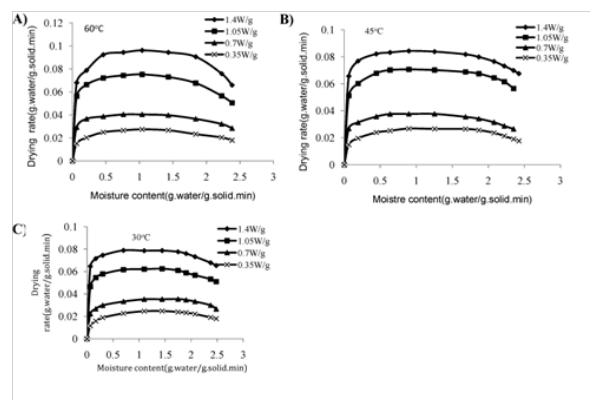 A)
60°C
1.4W/g
1.05W/g
0.7W/g
0.35W/g
Drying rate(g.water/g.solid.min)
0.12
0.1
0.08
0.06
0.04
0.02
0
0 0.5 1 1.5 2 2.5 3
Moisture content(g.water/g.solid.min)
B)
45°C
1.4W/g
1.05W/g
0.7W/g
0.35W/g
Drying rate(g.water/g.solid.min)
0.1
0.08
0.06
0.04
0.02
0
0 0.5 1 1.5 2 2.5 3
Moistre content(g.water/g.solid.min)
C)
30°C
1.4W/g
1.05W/g
0.7W/g
0.35W/g
Drying
rate(g.water/g.solid.min)
0.1
0.08
0.06
0.04
0.02
0
0 0.5 1 1.5 2 2.5 3
Moisture content(g.water/g.solid.min)